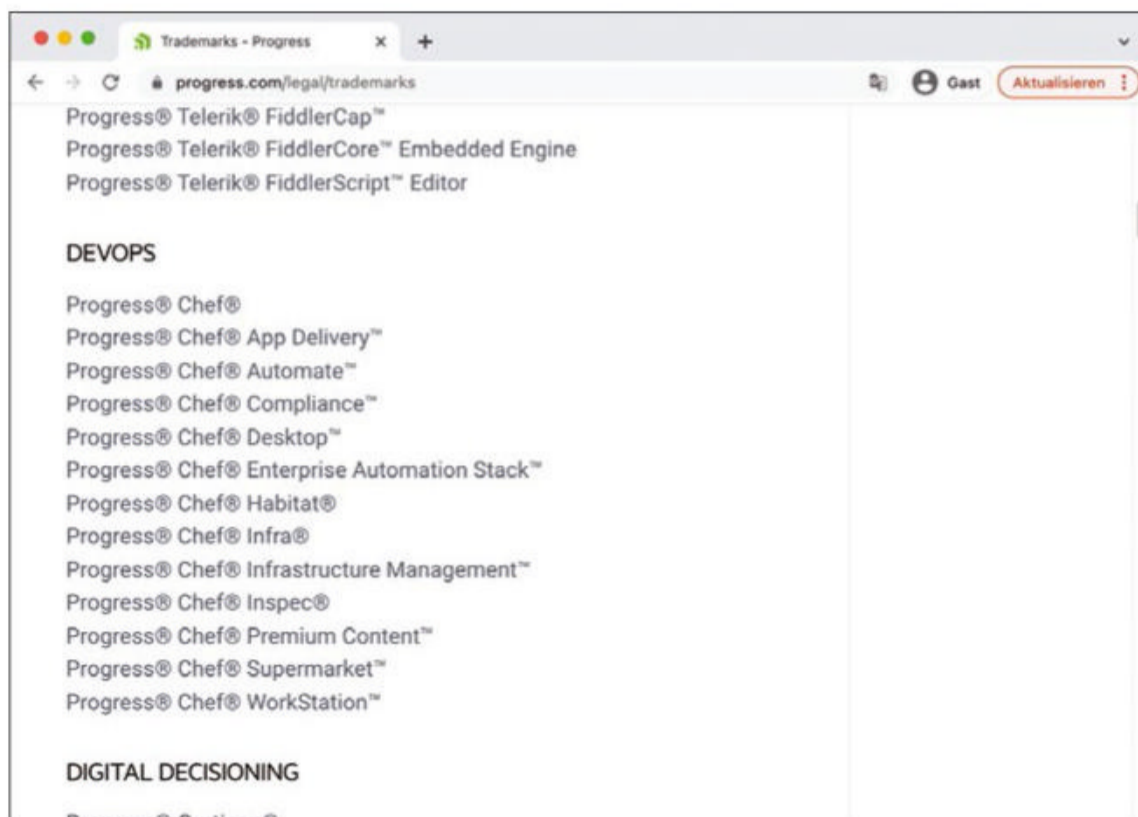 Trademarks - Progress
progress.com/legal/trademarks
Gast
Aktualisieren
Progress® Telerik® FiddlerCap™
Progress® Telerik® FiddlerCore™ Embedded Engine
Progress® Telerik® FiddlerScript™ Editor
DEVOPS
Progress® Chef®
Progress® Chef® App Delivery™
Progress® Chef® Automate™
Progress® Chef® Compliance™
Progress® Chef® Desktop™
Progress® Chef® Enterprise Automation Stack™
Progress® Chef® Habitat®
Progress® Chef® Infra®
Progress® Chef® Infrastructure Management™
Progress® Chef® Inspec®
Progress® Chef® Premium Content™
Progress® Chef® Supermarket™
Progress® Chef® WorkStation™
DIGITAL DECISIONING